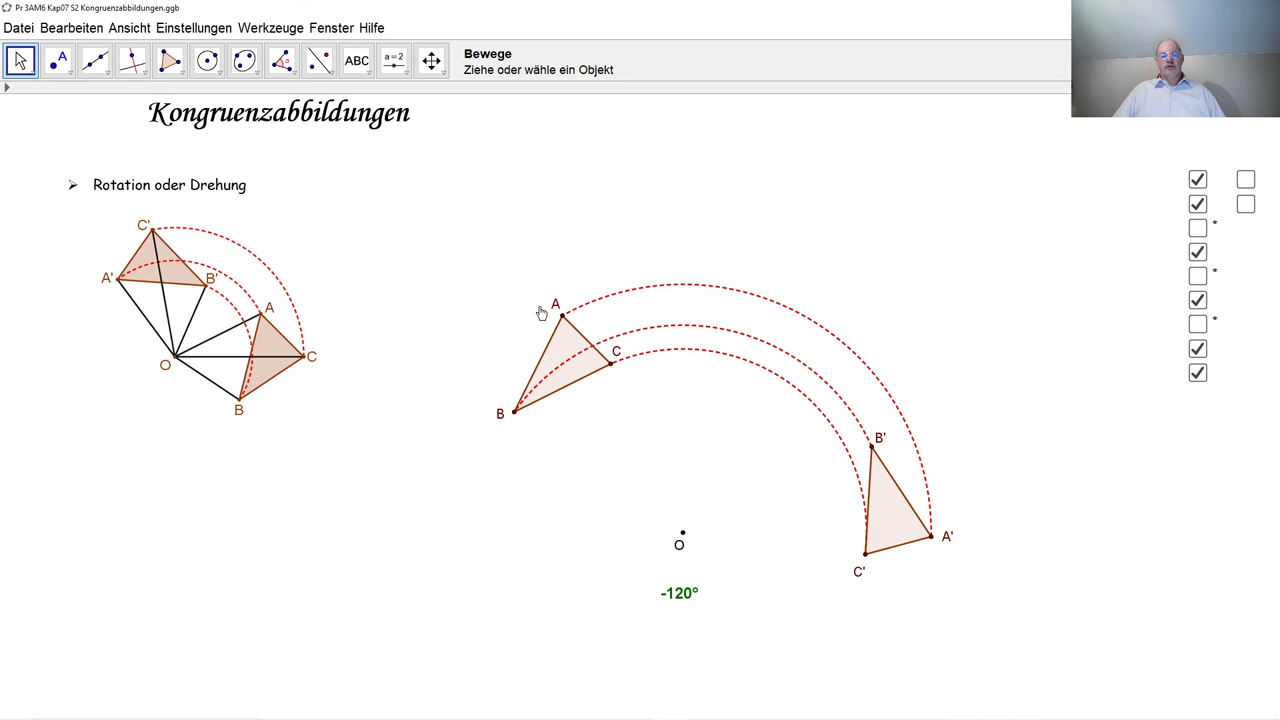 Pr 3AM6 Kap07 S2 Kongruenzabbildungen.ggb
Datei Bearbeiten Ansicht Einstellungen Werkzeuge Fenster Hilfe
A
α
ABC
a=2
Bewege
Ziehe oder wähle ein Objekt
Kongruenzabbildungen
➢ Rotation oder Drehung
*
*
*
C'
A'
B'
A
O
C
B
A
C
B
B'
A'
C'
O
-120°